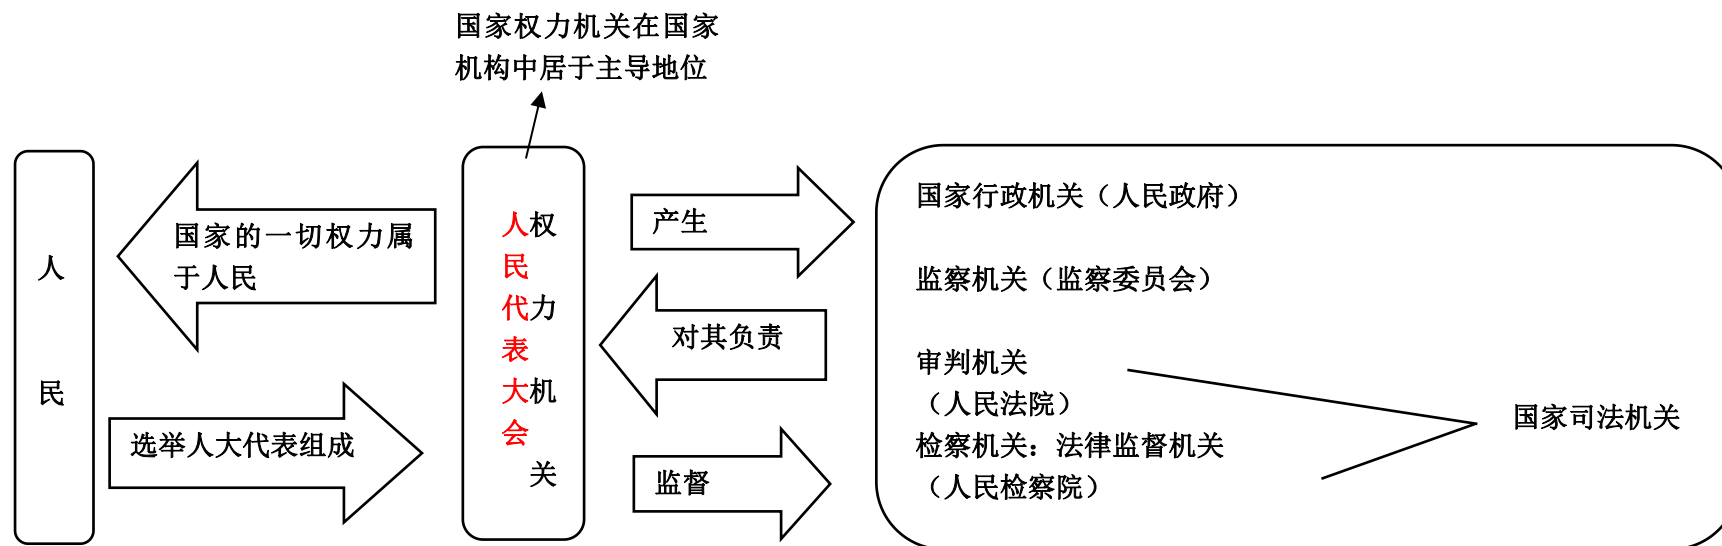 国家权力机关在国家
机构中居于主导地位
人
民
国家的一切权力属
于人民
选举人大代表组成
人民代表大会
权力机关
产生
对其负责
监督
国家行政机关（人民政府）
监察机关（监察委员会）
审判机关
（人民法院）
检察机关：法律监督机关
（人民检察院）
国家司法机关